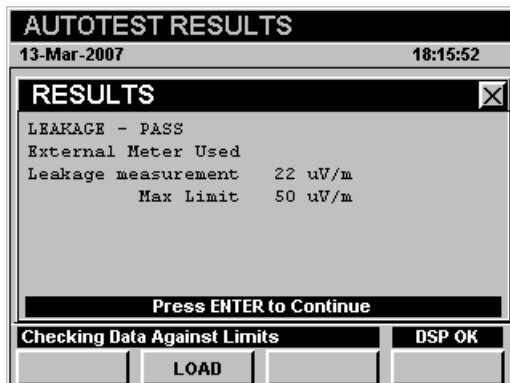 AUTOTEST RESULTS
13-Mar-2007 18:15:52
RESULTS
LEAKAGE - PASS
External Meter Used
Leakage measurement 22 uV/m
Max Limit 50 uV/m
Press ENTER to Continue
Checking Data Against Limits DSP OK
LOAD